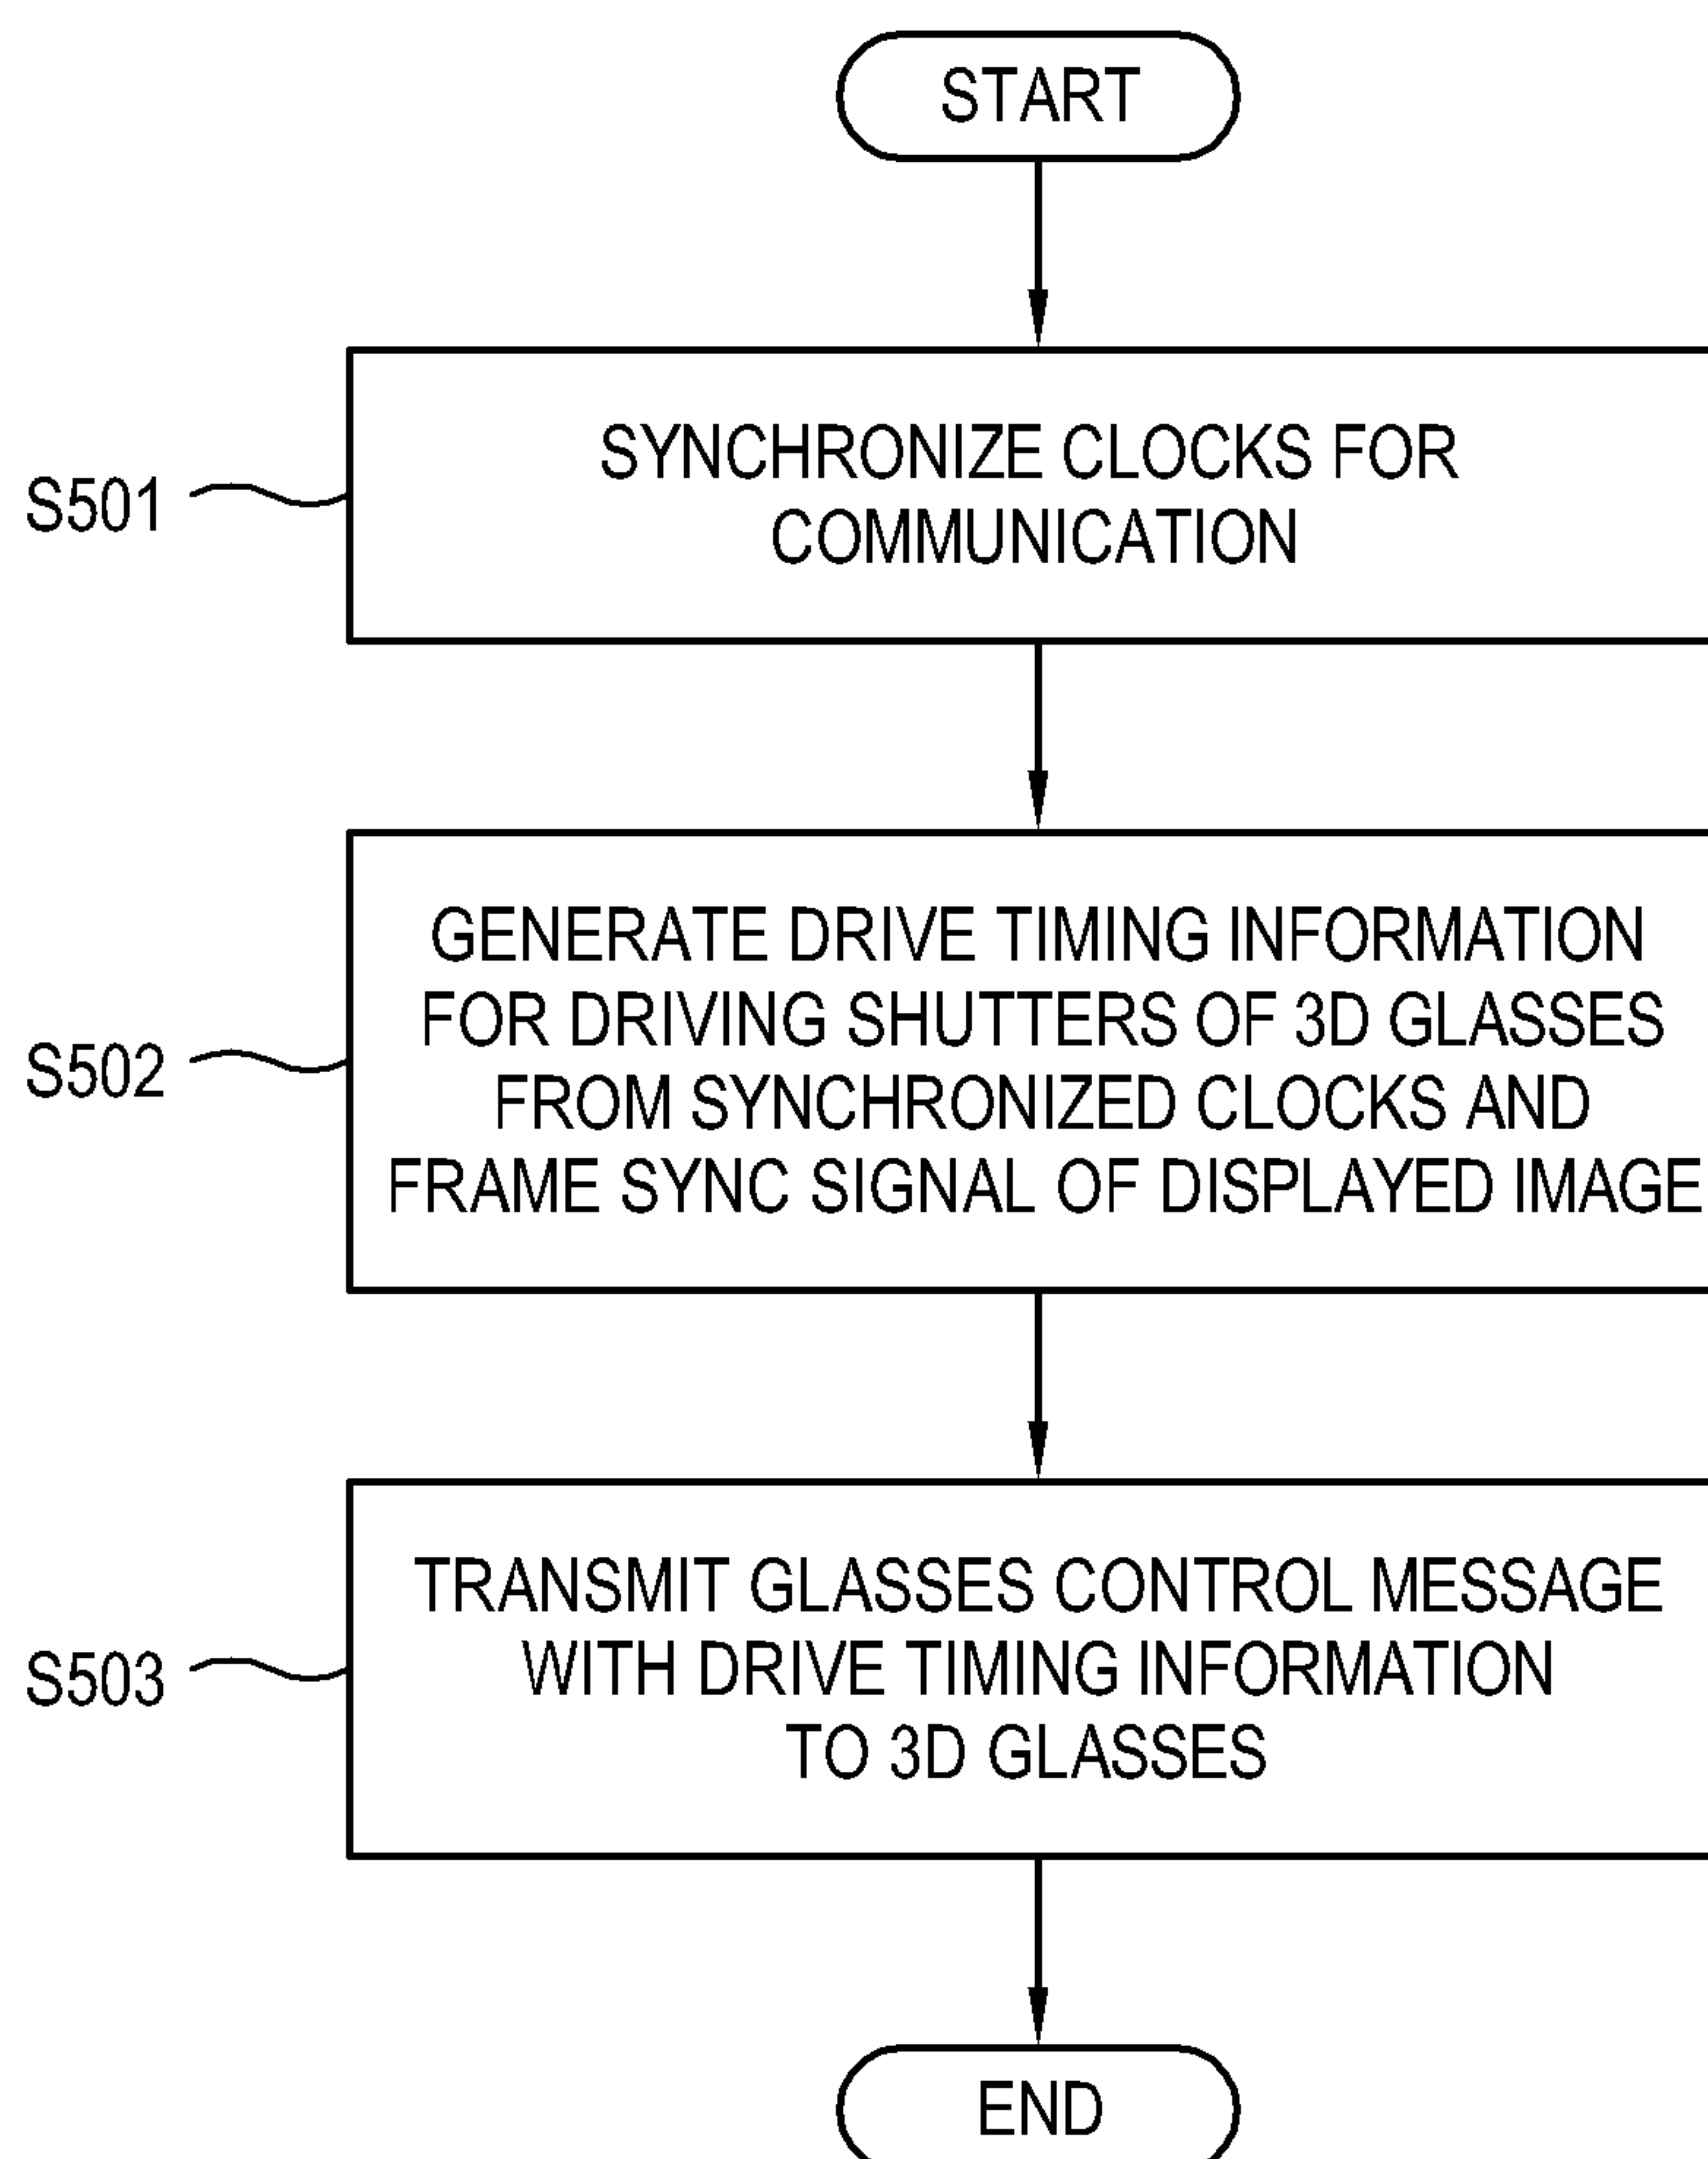 START
SYNCHRONIZE CLOCKS FOR
COMMUNICATION
S501
GENERATE DRIVE TIMING INFORMATION
FOR DRIVING SHUTTERS OF 3D GLASSES
FROM SYNCHRONIZED CLOCKS AND
FRAME SYNC SIGNAL OF DISPLAYED IMAGE
S502
TRANSMIT GLASSES CONTROL MESSAGE
WITH DRIVE TIMING INFORMATION
TO 3D GLASSES
S503
END